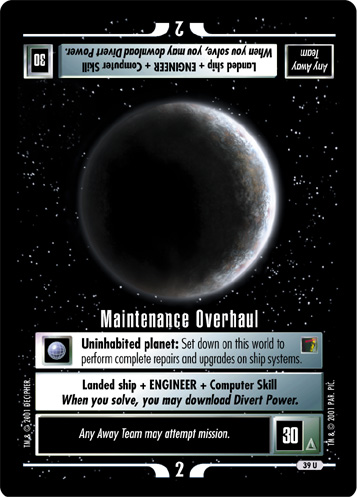 2
30
Landed ship + ENGINEER + Computer Skill
When you solve, you may download Divert Power.
Any Away
Team
Maintenance Overhaul
Uninhabited planet: Set down on this world to
perform complete repairs and upgrades on ship systems.
Landed ship + ENGINEER + Computer Skill
When you solve, you may download Divert Power.
Any Away Team may attempt mission.
30
TM & © 2001 DECIPHER
TM & © 2001 PAR. PIC.
2
39 U